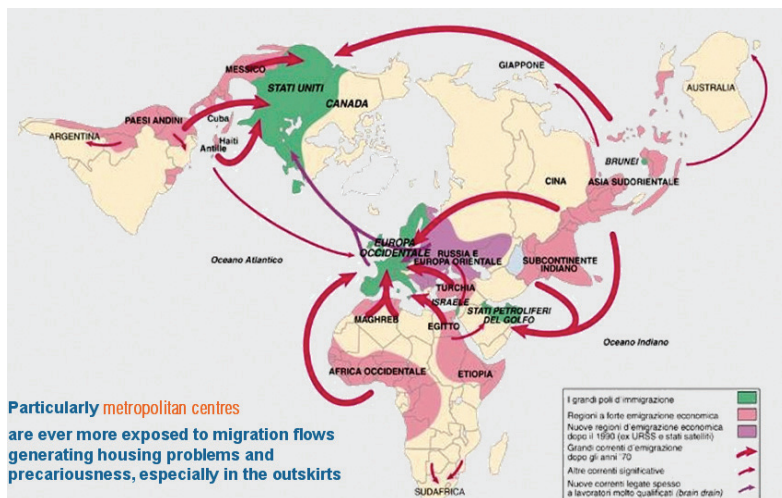 GIAPPONE
AUSTRALIA
MESSICO
STATI UNITI
CANADA
PAESI ANDINI
Cuba
ARGENTINA
Haiti
Antille
BRUNEI
CINA
ASIA SUDORIENTALE
EUROPA
OCCIDENTALE
RUSSIA E
EUROPA ORIENTALE
Oceano Atlantico
SUBCONTINENTE
INDIANO
TURCHIA
ISRAELE
STATI PETROLIFERI
DEL GOLFO
MAGHREB
EGITTO
Oceano Indiano
AFRICA OCCIDENTALE
ETIOPIA
SUDAFRICA
Particularly metropolitan centres
are ever more exposed to migration flows
generating housing problems and
precariousness, especially in the outskirts
I grandi poli d'immigrazione
Regioni a forte emigrazione economica
Nuove regioni d'emigrazione economica
dopo il 1990 (ex URSS e stati satelliti)
Grandi correnti d'emigrazione
dopo gli anni '70
Altre correnti significative
Nuove correnti legate spesso
a lavoratori molto qualificati (brain drain)